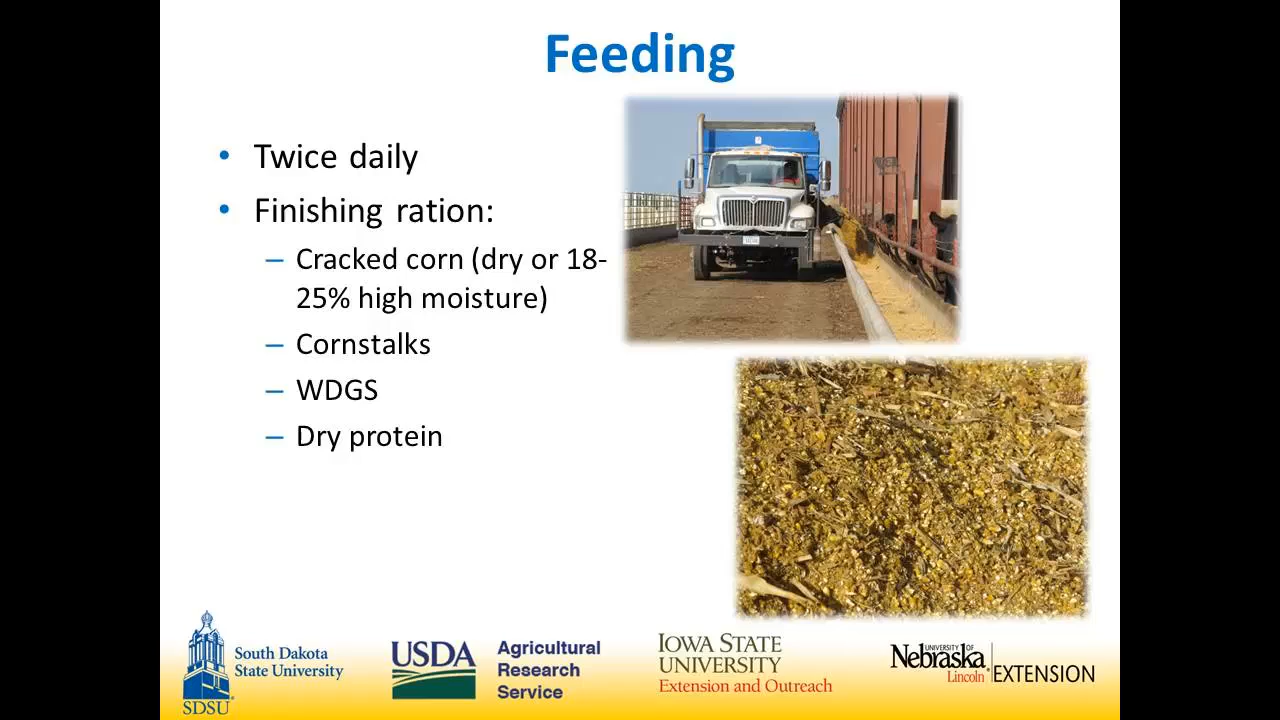 Feeding
• Twice daily
• Finishing ration:
– Cracked corn (dry or 18-
25% high moisture)
– Cornstalks
– WDGS
– Dry protein
South Dakota
State University
SDSU
USDA
Agricultural
Research
Service
IOWA STATE
UNIVERSITY
Extension and Outreach
UNIVERSITY OF
Nebraska
Lincoln
EXTENSION